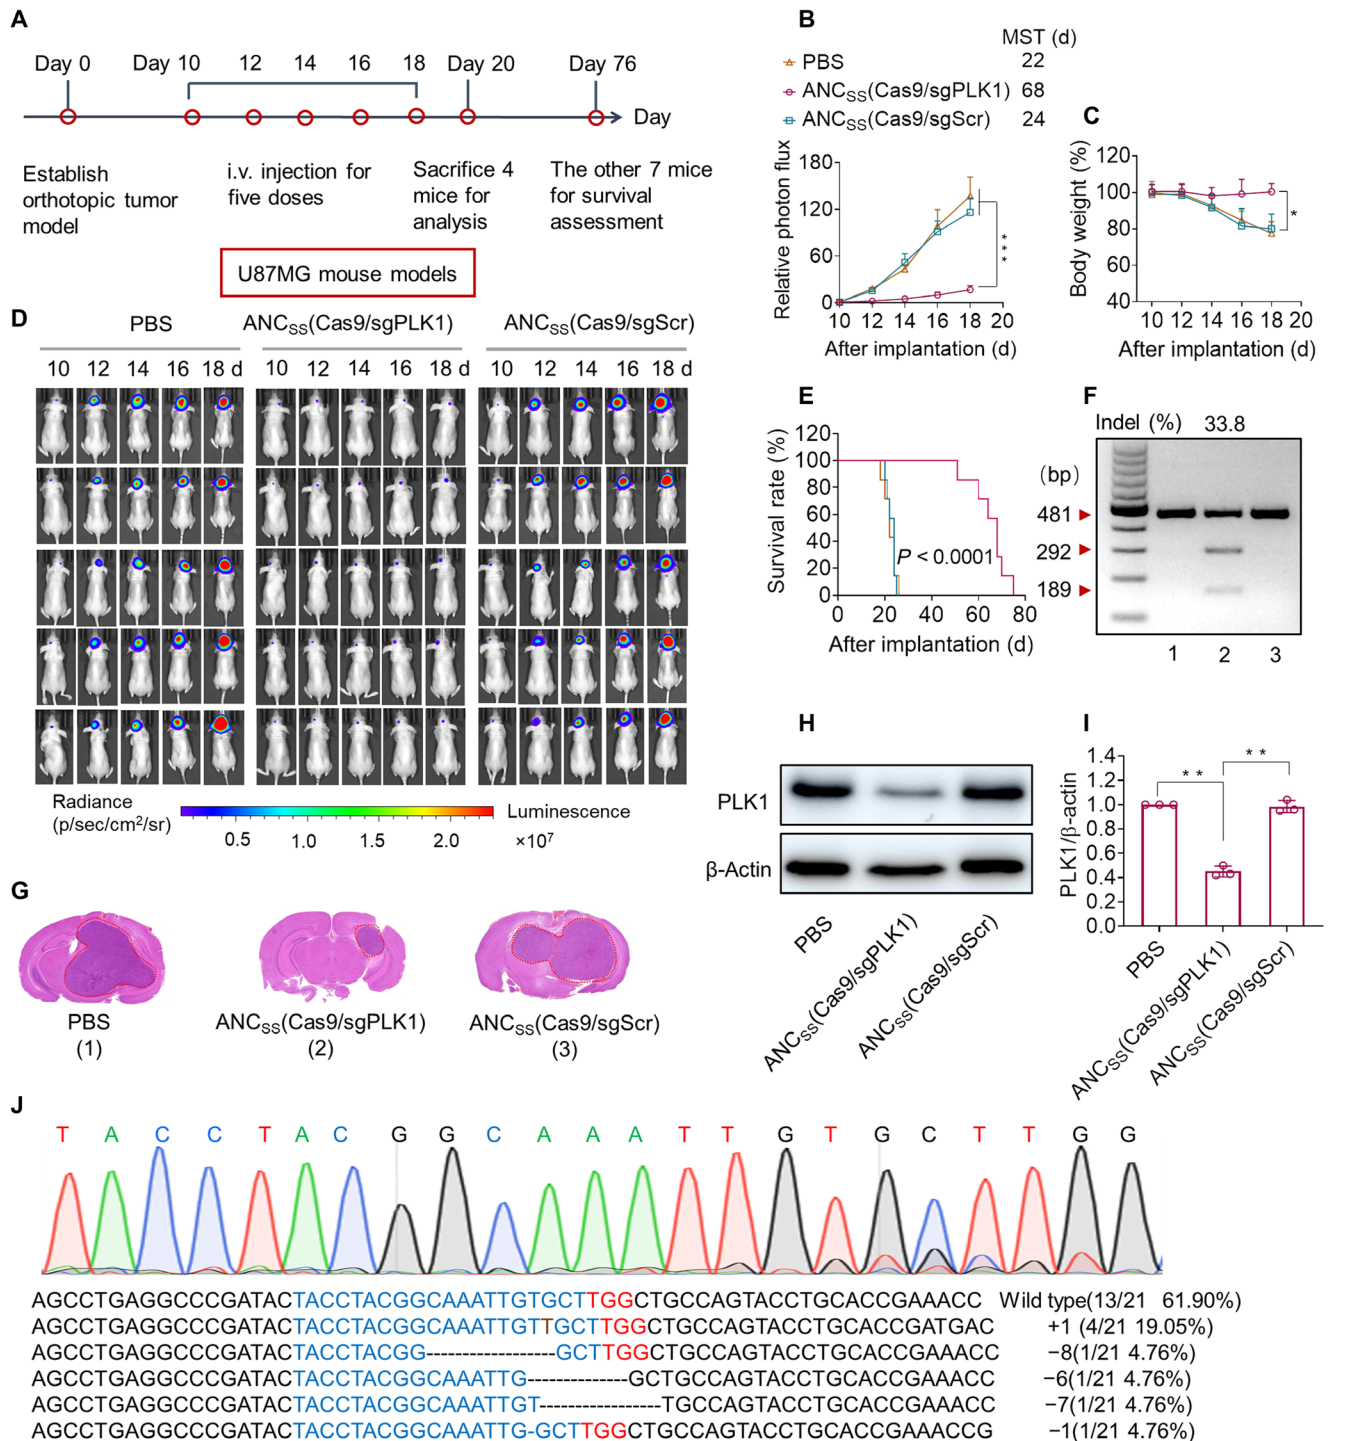 A
Day 0 Day 10 12 14 16 18 Day 20 Day 76
Day
Establish
orthotopic tumor
model
i.v. injection for
five doses
Sacrifice 4
mice for
analysis
The other 7 mice
for survival
assessment
U87MG mouse models
B
MST (d)
PBS 22
ANCSS(Cas9/sgPLK1) 68
ANCSS(Cas9/sgScr) 24
Relative photon flux
180
120
60
0
10 12 14 16 18 20
After implantation (d)
***
C
Body weight (%)
120
100
80
60
40
10 12 14 16 18 20
After implantation (d)
*
D
PBS ANCSS(Cas9/sgPLK1) ANCSS(Cas9/sgScr)
10 12 14 16 18 d 10 12 14 16 18 d 10 12 14 16 18 d
Radiance
(p/sec/cm2/sr)
Luminescence
0.5 1.0 1.5 2.0 ×10⁷
E
Survival rate (%)
120
100
80
60
40
20
0
P < 0.0001
0 20 40 60 80
After implantation (d)
F
Indel (%) 33.8
(bp)
481
292
189
1 2 3
G
PBS
(1)
ANCSS(Cas9/sgPLK1)
(2)
ANCSS(Cas9/sgScr)
(3)
H
PLK1
β-Actin
PBS
ANCSS(Cas9/sgPLK1)
ANCSS(Cas9/sgScr)
I
PLK1/β-actin
1.4
1.2
1.0
0.8
0.6
0.4
0.2
0.0
** **
PBS
ANCSS(Cas9/sgPLK1)
ANCSS(Cas9/sgScr)
J
T A C C T A C G G C A A A T T G T G C T T G G
AGCCTGAGGCCCGATACTACCTACGGCAAATTGTGCTTGGCTGCCAGTACCTGCACCGAAACC Wild type(13/21 61.90%)
AGCCTGAGGCCCGATACTACCTACGGCAAATTGTTGCTTGGCTGCCAGTACCTGCACCGATGAC +1 (4/21 19.05%)
AGCCTGAGGCCCGATACTACCTACGG------------------GCTTGGCTGCCAGTACCTGCACCGAAACC −8(1/21 4.76%)
AGCCTGAGGCCCGATACTACCTACGGCAAATTG--------------GCTGCCAGTACCTGCACCGAAACC −6(1/21 4.76%)
AGCCTGAGGCCCGATACTACCTACGGCAAATTGT-----------------TGCCAGTACCTGCACCGAAACC −7(1/21 4.76%)
AGCCTGAGGCCCGATACTACCTACGGCAAATTG-GCTTGGCTGCCAGTACCTGCACCGAAACCG −1(1/21 4.76%)